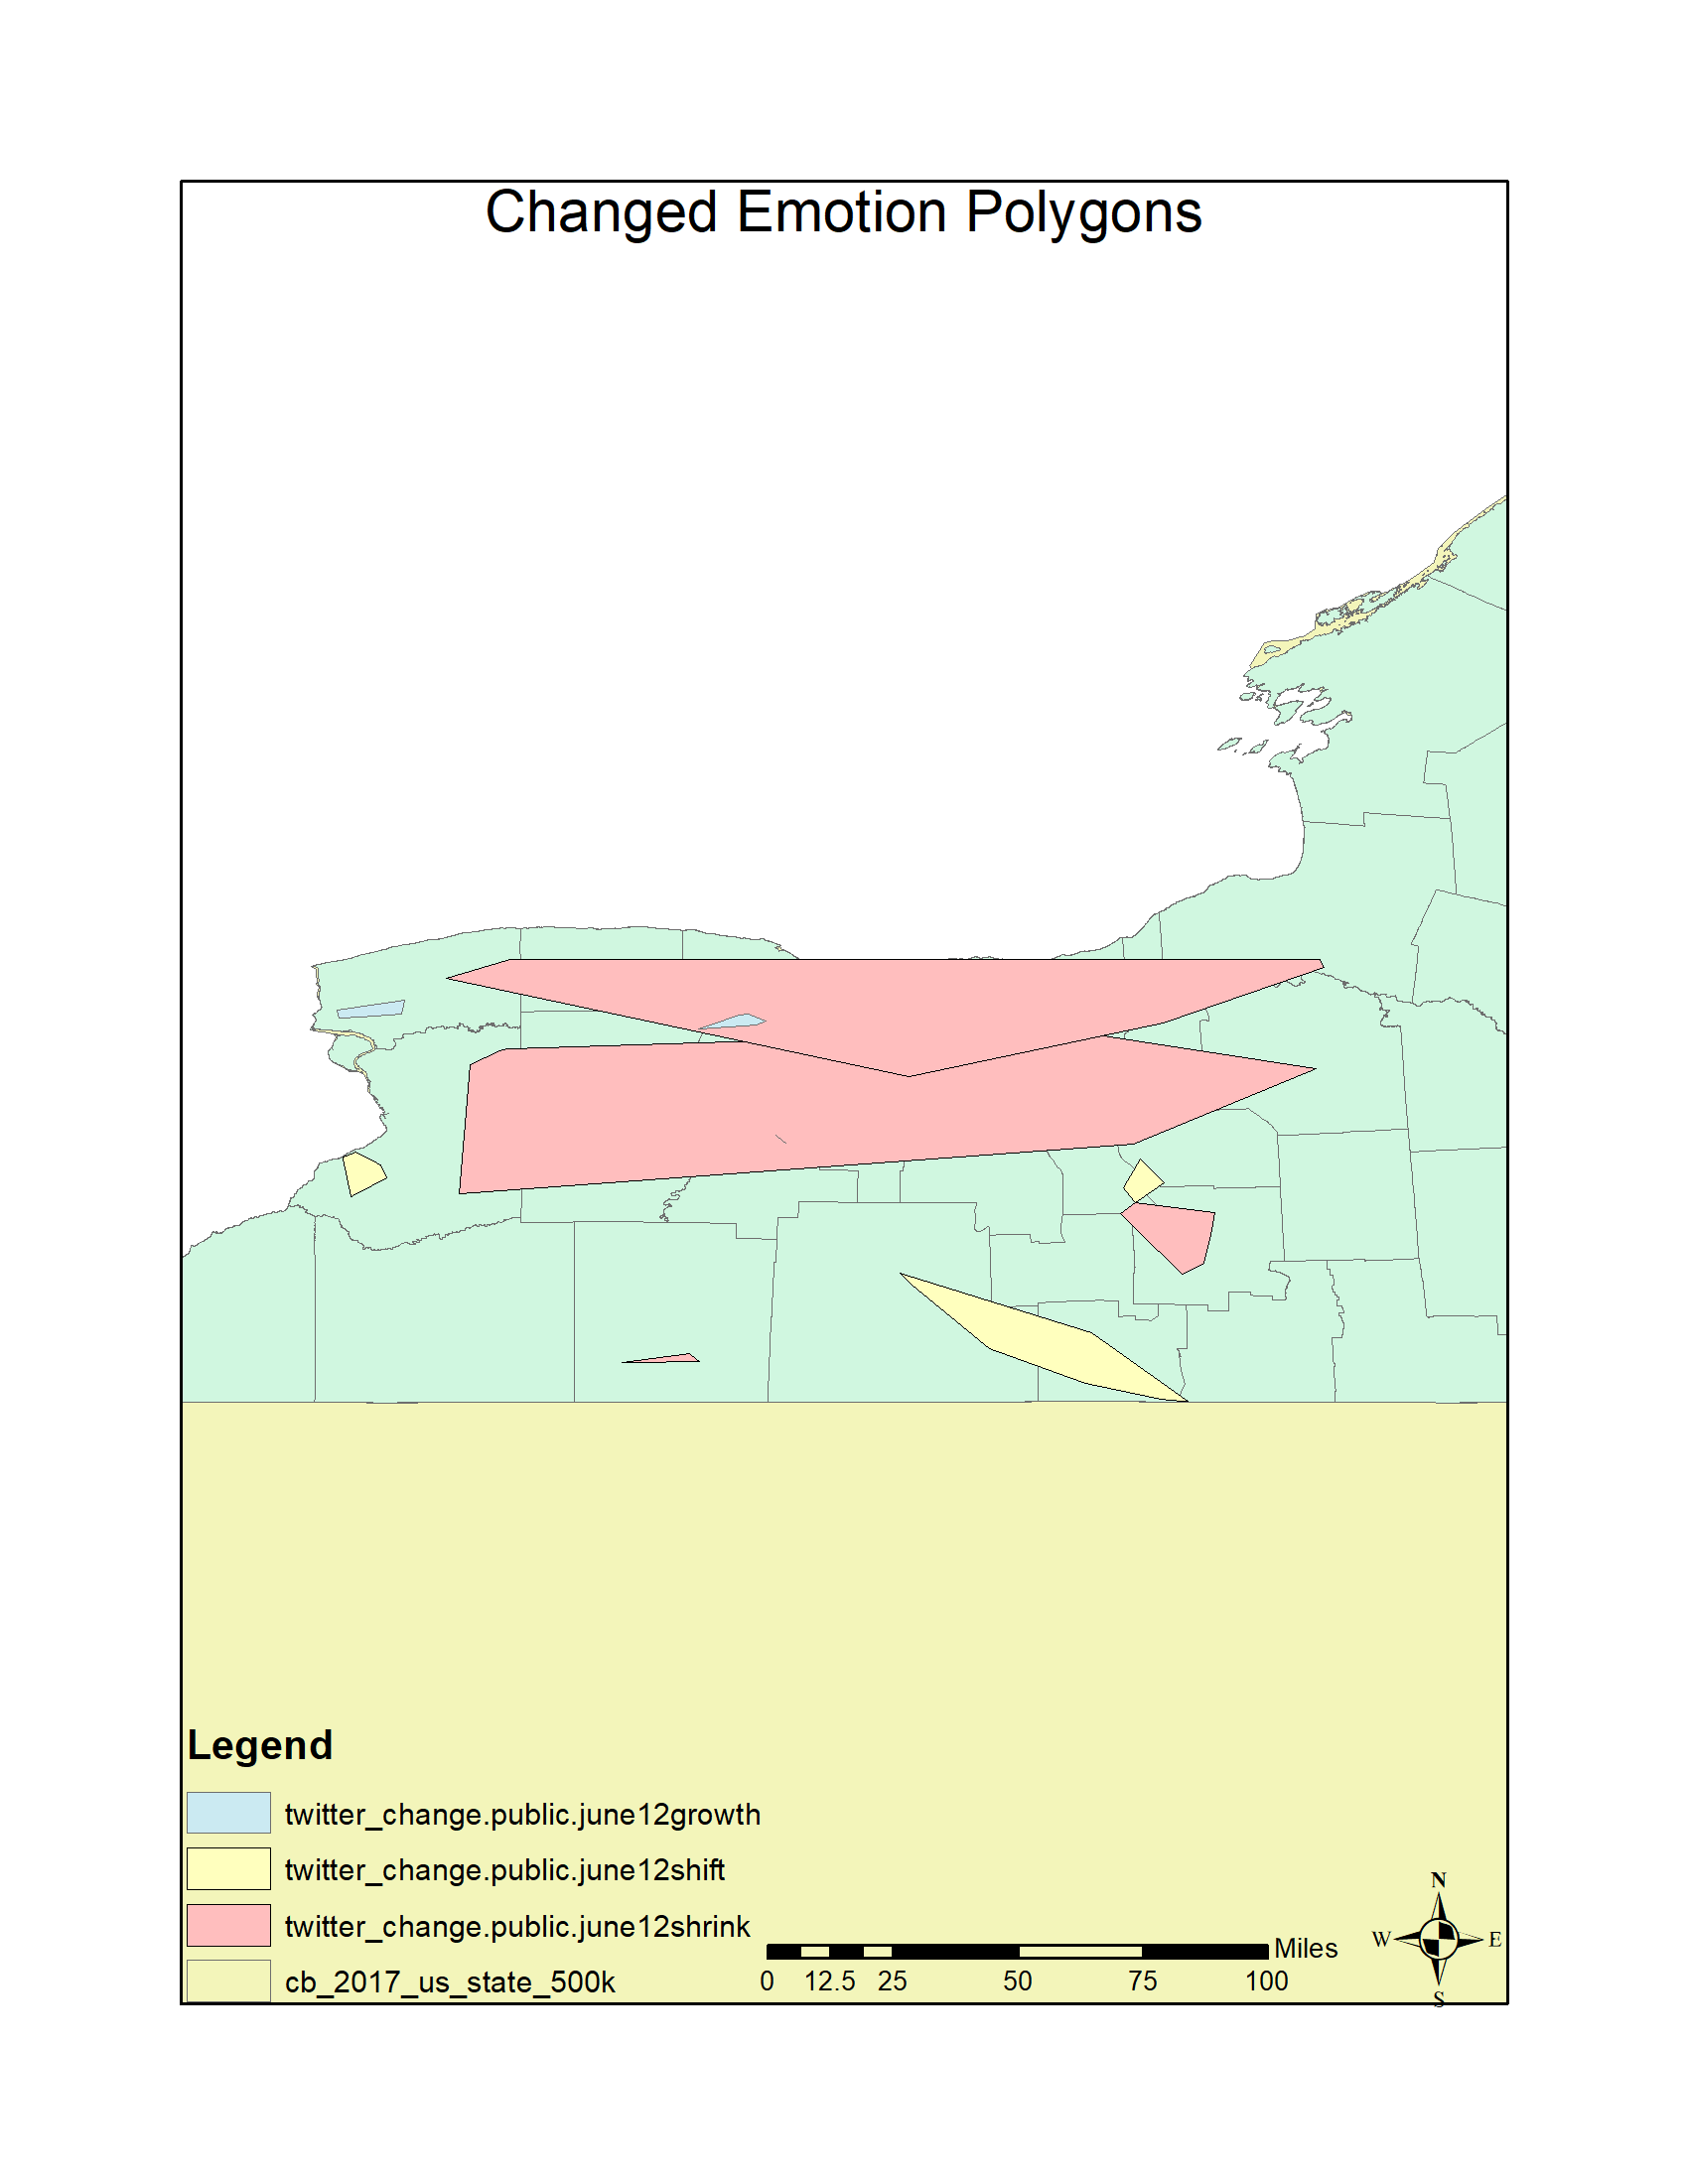 Changed Emotion Polygons
Legend
twitter_change.public.june12growth
twitter_change.public.june12shift
twitter_change.public.june12shrink
cb_2017_us_state_500k
Miles
0 12.5 25 50 75 100
N
W E
S